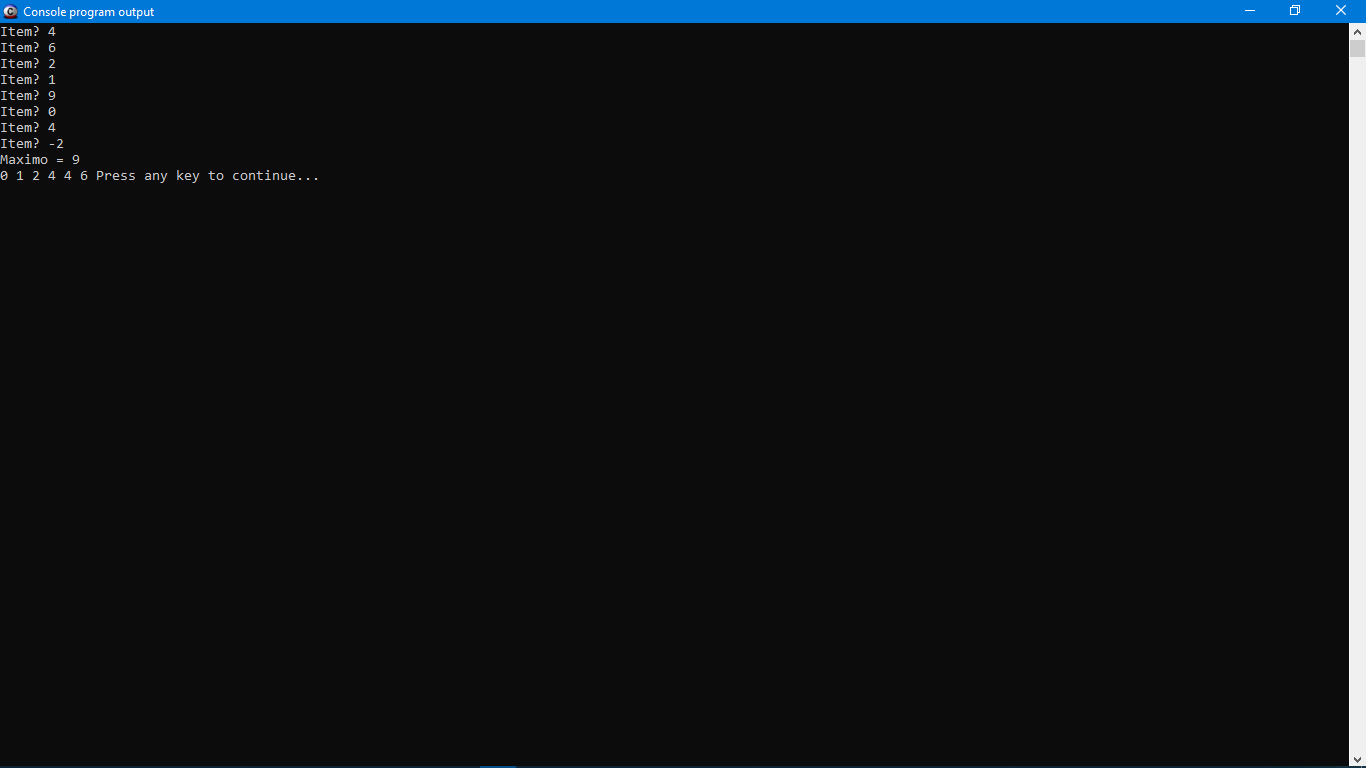 Console program output
Item? 4
Item? 6
Item? 2
Item? 1
Item? 9
Item? 0
Item? 4
Item? -2
Maximo = 9
0 1 2 4 4 6 Press any key to continue...